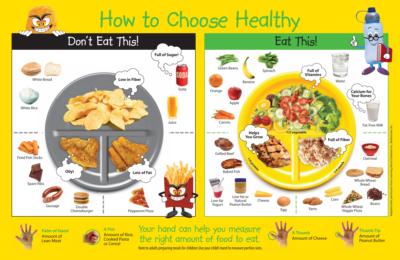 How to Choose Healthy
Don't Eat This!
Full of Sugar!
White Bread
Low in Fiber
SODA
Soda
White Rice
Juice
Fried Fish Sticks
Oily!
Lots of Fat
Spare Ribs
Sausage
Double
Cheeseburger
Pepperoni Pizza
Eat This!
Green Beans
Banana
Spinach
Full of
Vitamins
Water
Orange
Apple
Calcium for
Your Bones
Carrots
Fat Free Milk
Helps
You Grow
Full of Fiber
Grilled Beef
Oatmeal
Baked Fish
Whole-Wheat
Bread
Low Fat
Yogurt
Low Fat or
Natural Peanut
Butter
Cheese
Egg
Yams
Corn
Whole-Wheat
Veggie Pizza
Beans
Palm of Hand
Amount of
Lean Meat
A Fist
Amount of Rice,
Cooked Pasta
or Cereal
Your hand can help you measure
the right amount of food to eat.
A Thumb
Amount of Cheese
Thumb Tip
Amount of
Peanut Butter